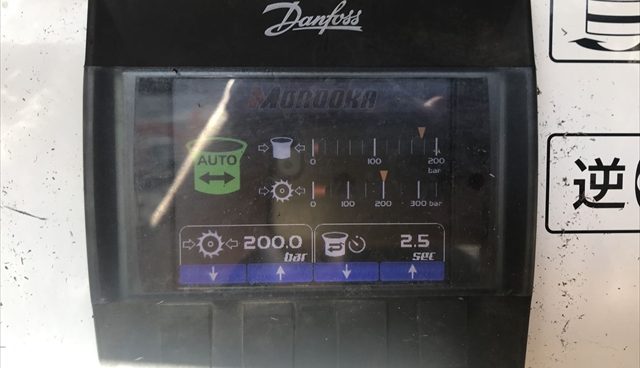 Danfoss
MOROOKA
AUTO
0 100 200
bar
0 100 200 300 bar
200.0
bar
2.5
sec
逆